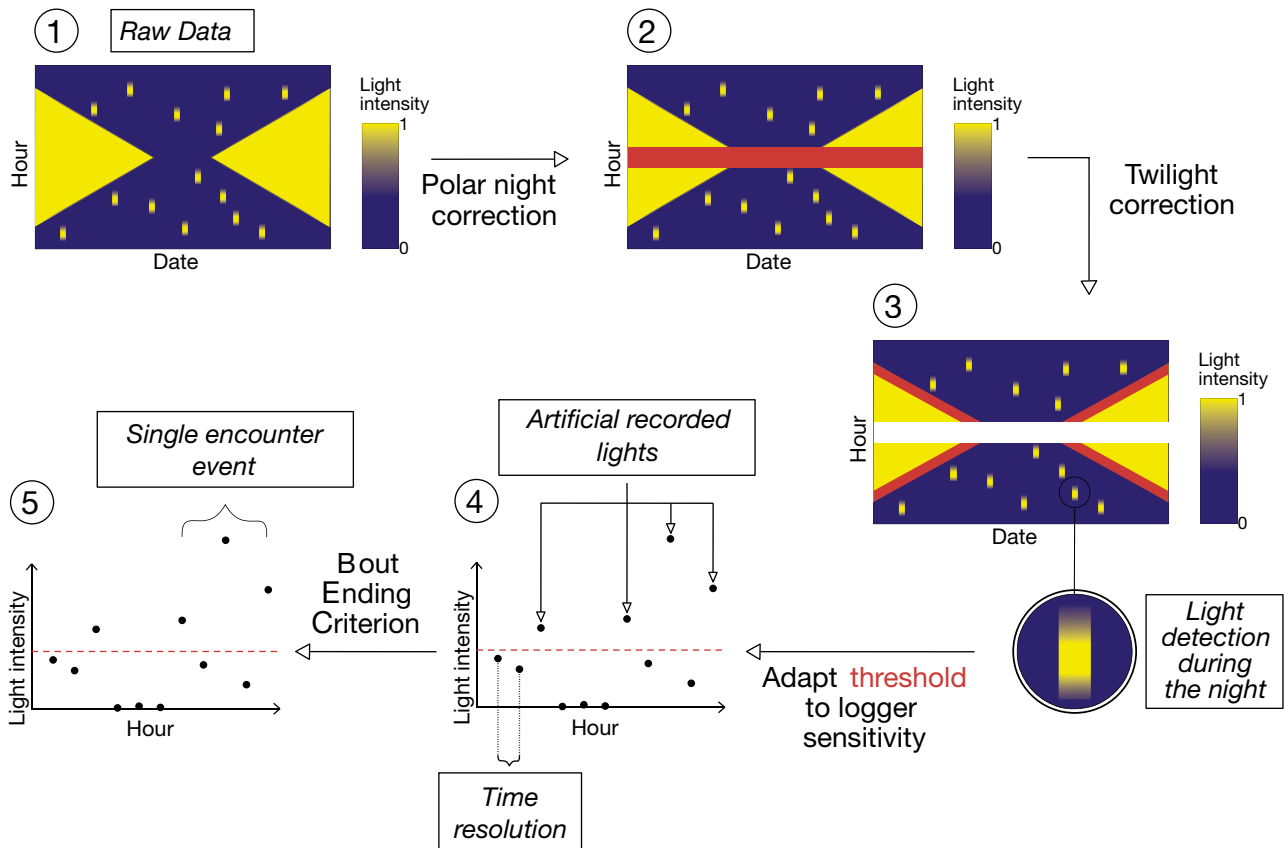 1
Raw Data
Light
intensity
1
0
Hour
Date
Polar night
correction
2
Light
intensity
1
0
Hour
Date
Twilight
correction
3
Light
intensity
1
0
Hour
Date
Light
detection
during
the night
Adapt threshold
to logger
sensitivity
4
Artificial recorded
lights
Light intensity
Hour
Time
resolution
Bout
Ending
Criterion
5
Single encounter
event
Light intensity
Hour